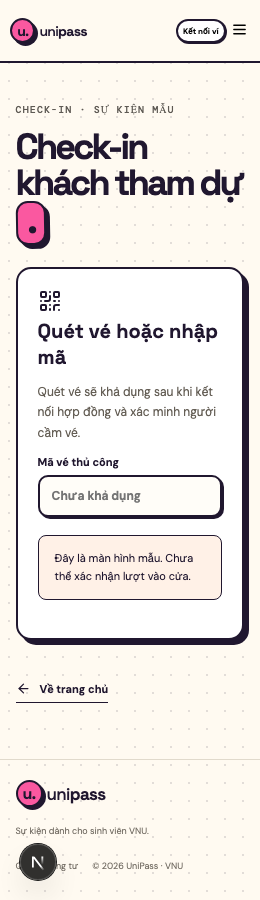 u. unipass
Kết nối ví
CHECK-IN · SỰ KIỆN MẪU
Check-in
khách tham dự
.
Quét vé hoặc nhập
mã
Quét vé sẽ khả dụng sau khi kết
nối hợp đồng và xác minh người
cầm vé.
Mã vé thủ công
Chưa khả dụng
Đây là màn hình mẫu. Chưa
thể xác nhận lượt vào cửa.
← Về trang chủ
u. unipass
Sự kiện dành cho sinh viên VNU.
N
tư © 2026 UniPass · VNU